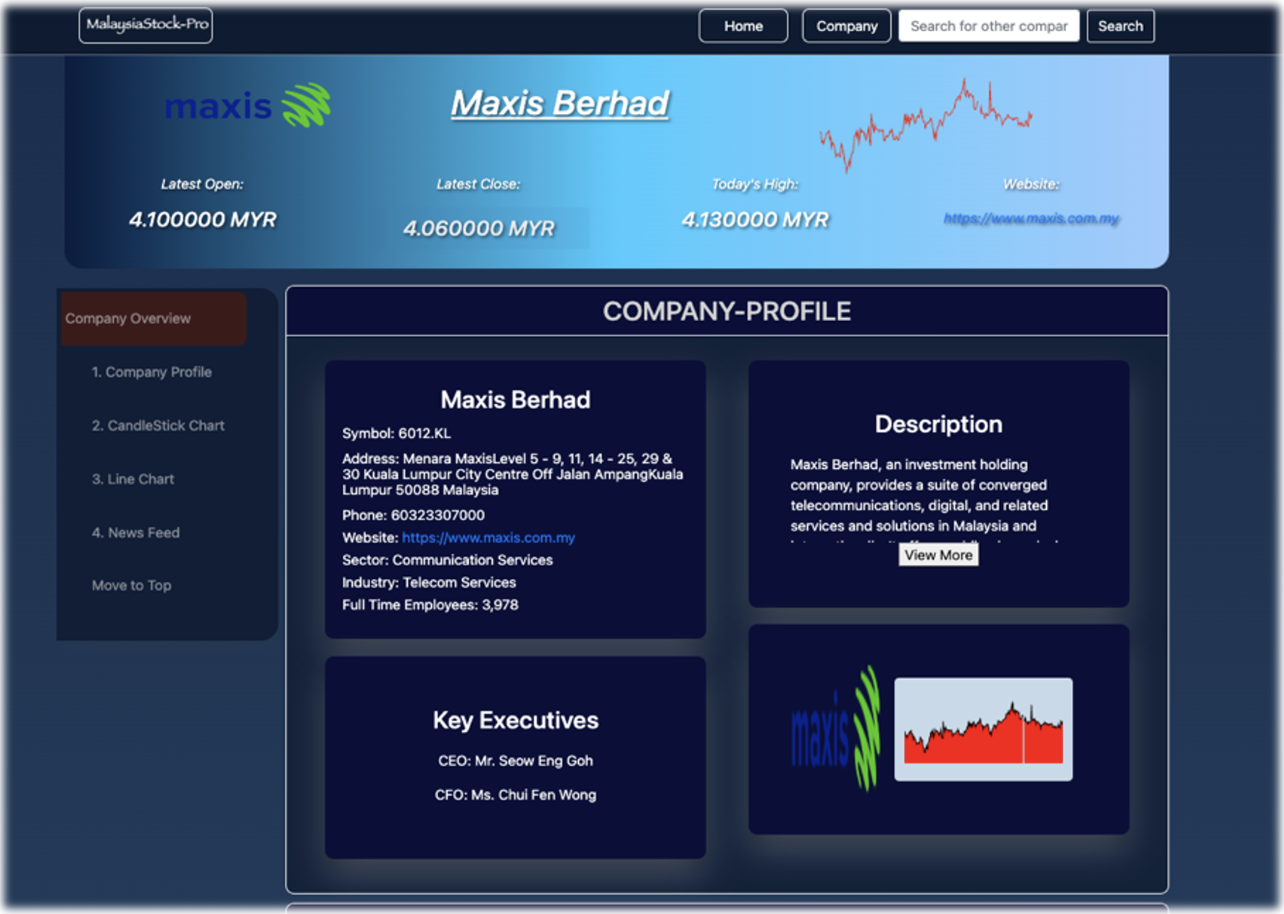 MalaysiaStock-Pro
Home
Company
Search for other compar
Search
maxis
Maxis Berhad
Latest Open:
Latest Close:
Today's High:
Website:
4.100000 MYR
4.060000 MYR
4.130000 MYR
https://www.maxis.com.my
Company Overview
1. Company Profile
2. CandleStick Chart
3. Line Chart
4. News Feed
Move to Top
COMPANY-PROFILE
Maxis Berhad
Symbol: 6012.KL
Address: Menara MaxisLevel 5 - 9, 11, 14 - 25, 29 &
30 Kuala Lumpur City Centre Off Jalan AmpangKuala
Lumpur 50088 Malaysia
Phone: 60323307000
Website: https://www.maxis.com.my
Sector: Communication Services
Industry: Telecom Services
Full Time Employees: 3,978
Description
Maxis Berhad, an investment holding
company, provides a suite of converged
telecommunications, digital, and related
services and solutions in Malaysia and
View More
Key Executives
CEO: Mr. Seow Eng Goh
CFO: Ms. Chui Fen Wong
maxis